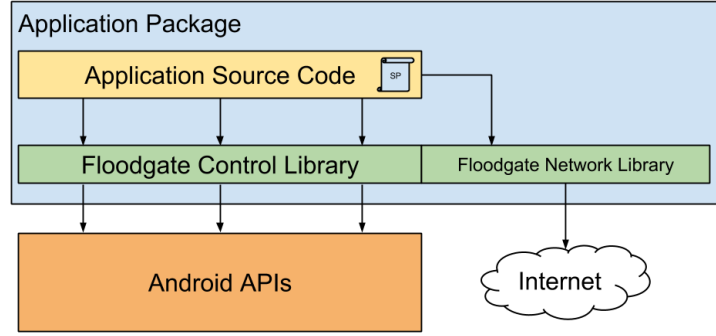 Application Package
Application Source Code
SP
Floodgate Control Library
Floodgate Network Library
Android APIs
Internet